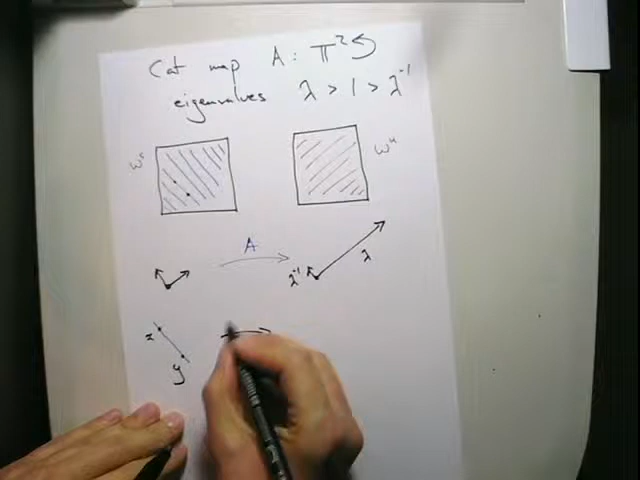 Cat map A: 𝕋² ↺
eigenvalues λ > 1 > λ⁻¹
Wˢ Wᵘ
A
λ⁻¹ λ
x
y